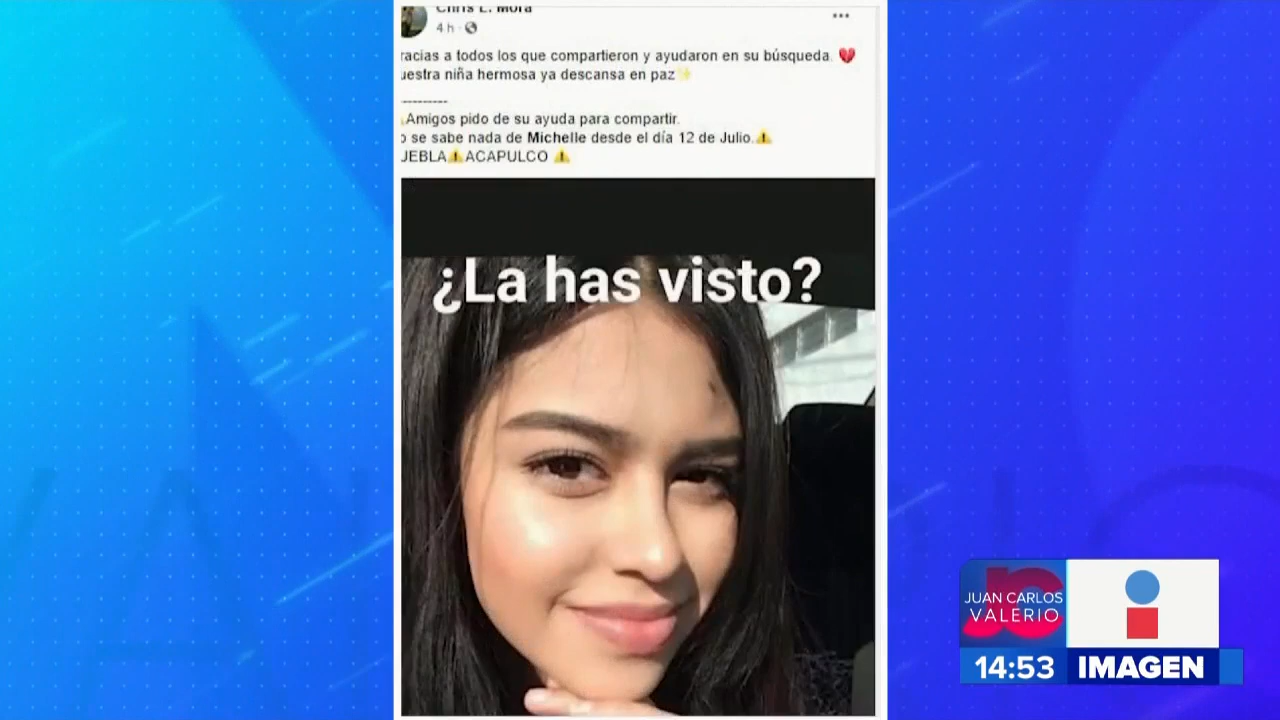 Chris L. Mora
4 h
racias a todos los que compartieron y ayudaron en su búsqueda. 💔
uestra niña hermosa ya descansa en paz✨
----------
Amigos pido de su ayuda para compartir.
o se sabe nada de Michelle desde el día 12 de Julio.⚠️
UEBLA⚠️ACAPULCO ⚠️
¿La has visto?
JUAN CARLOS
VALERIO
14:53 IMAGEN